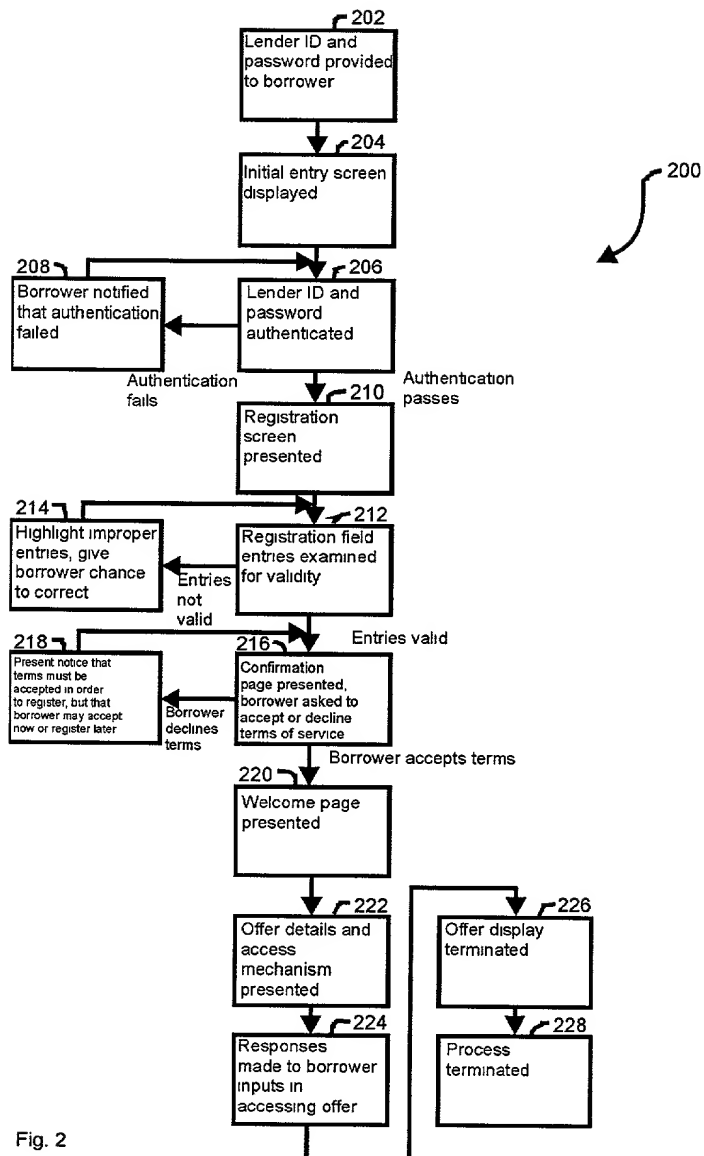 202
Lender ID and
password provided
to borrower
204
Initial entry screen
displayed
200
208
Borrower notified
that authentication
failed
206
Lender ID and
password
authenticated
Authentication
fails
Authentication
passes
210
Registration
screen
presented
214
Highlight improper
entries, give
borrower chance
to correct
212
Registration field
entries examined
for validity
Entries
not
valid
Entries valid
218
Present notice that
terms must be
accepted in order
to register, but that
borrower may accept
now or register later
216
Confirmation
page presented,
borrower asked to
accept or decline
terms of service
Borrower
declines
terms
Borrower accepts terms
220
Welcome page
presented
222
Offer details and
access
mechanism
presented
224
Responses
made to borrower
inputs in
accessing offer
226
Offer display
terminated
228
Process
terminated
Fig. 2